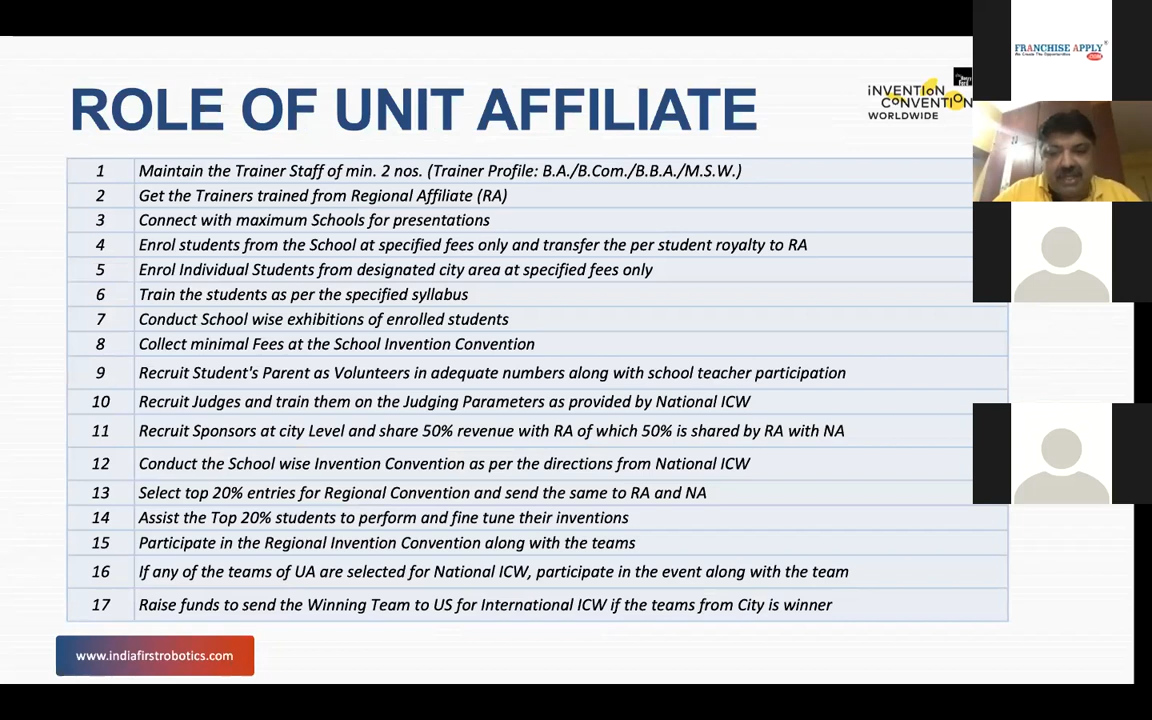 ROLE OF UNIT AFFILIATE
INVENTION
CONVENTION
WORLDWIDE
FRANCHISE APPLY
We Create The Opportunities
.com
1 Maintain the Trainer Staff of min. 2 nos. (Trainer Profile: B.A./B.Com./B.B.A./M.S.W.)
2 Get the Trainers trained from Regional Affiliate (RA)
3 Connect with maximum Schools for presentations
4 Enrol students from the School at specified fees only and transfer the per student royalty to RA
5 Enrol Individual Students from designated city area at specified fees only
6 Train the students as per the specified syllabus
7 Conduct School wise exhibitions of enrolled students
8 Collect minimal Fees at the School Invention Convention
9 Recruit Student's Parent as Volunteers in adequate numbers along with school teacher participation
10 Recruit Judges and train them on the Judging Parameters as provided by National ICW
11 Recruit Sponsors at city Level and share 50% revenue with RA of which 50% is shared by RA with NA
12 Conduct the School wise Invention Convention as per the directions from National ICW
13 Select top 20% entries for Regional Convention and send the same to RA and NA
14 Assist the Top 20% students to perform and fine tune their inventions
15 Participate in the Regional Invention Convention along with the teams
16 If any of the teams of UA are selected for National ICW, participate in the event along with the team
17 Raise funds to send the Winning Team to US for International ICW if the teams from City is winner
www.indiafirstrobotics.com